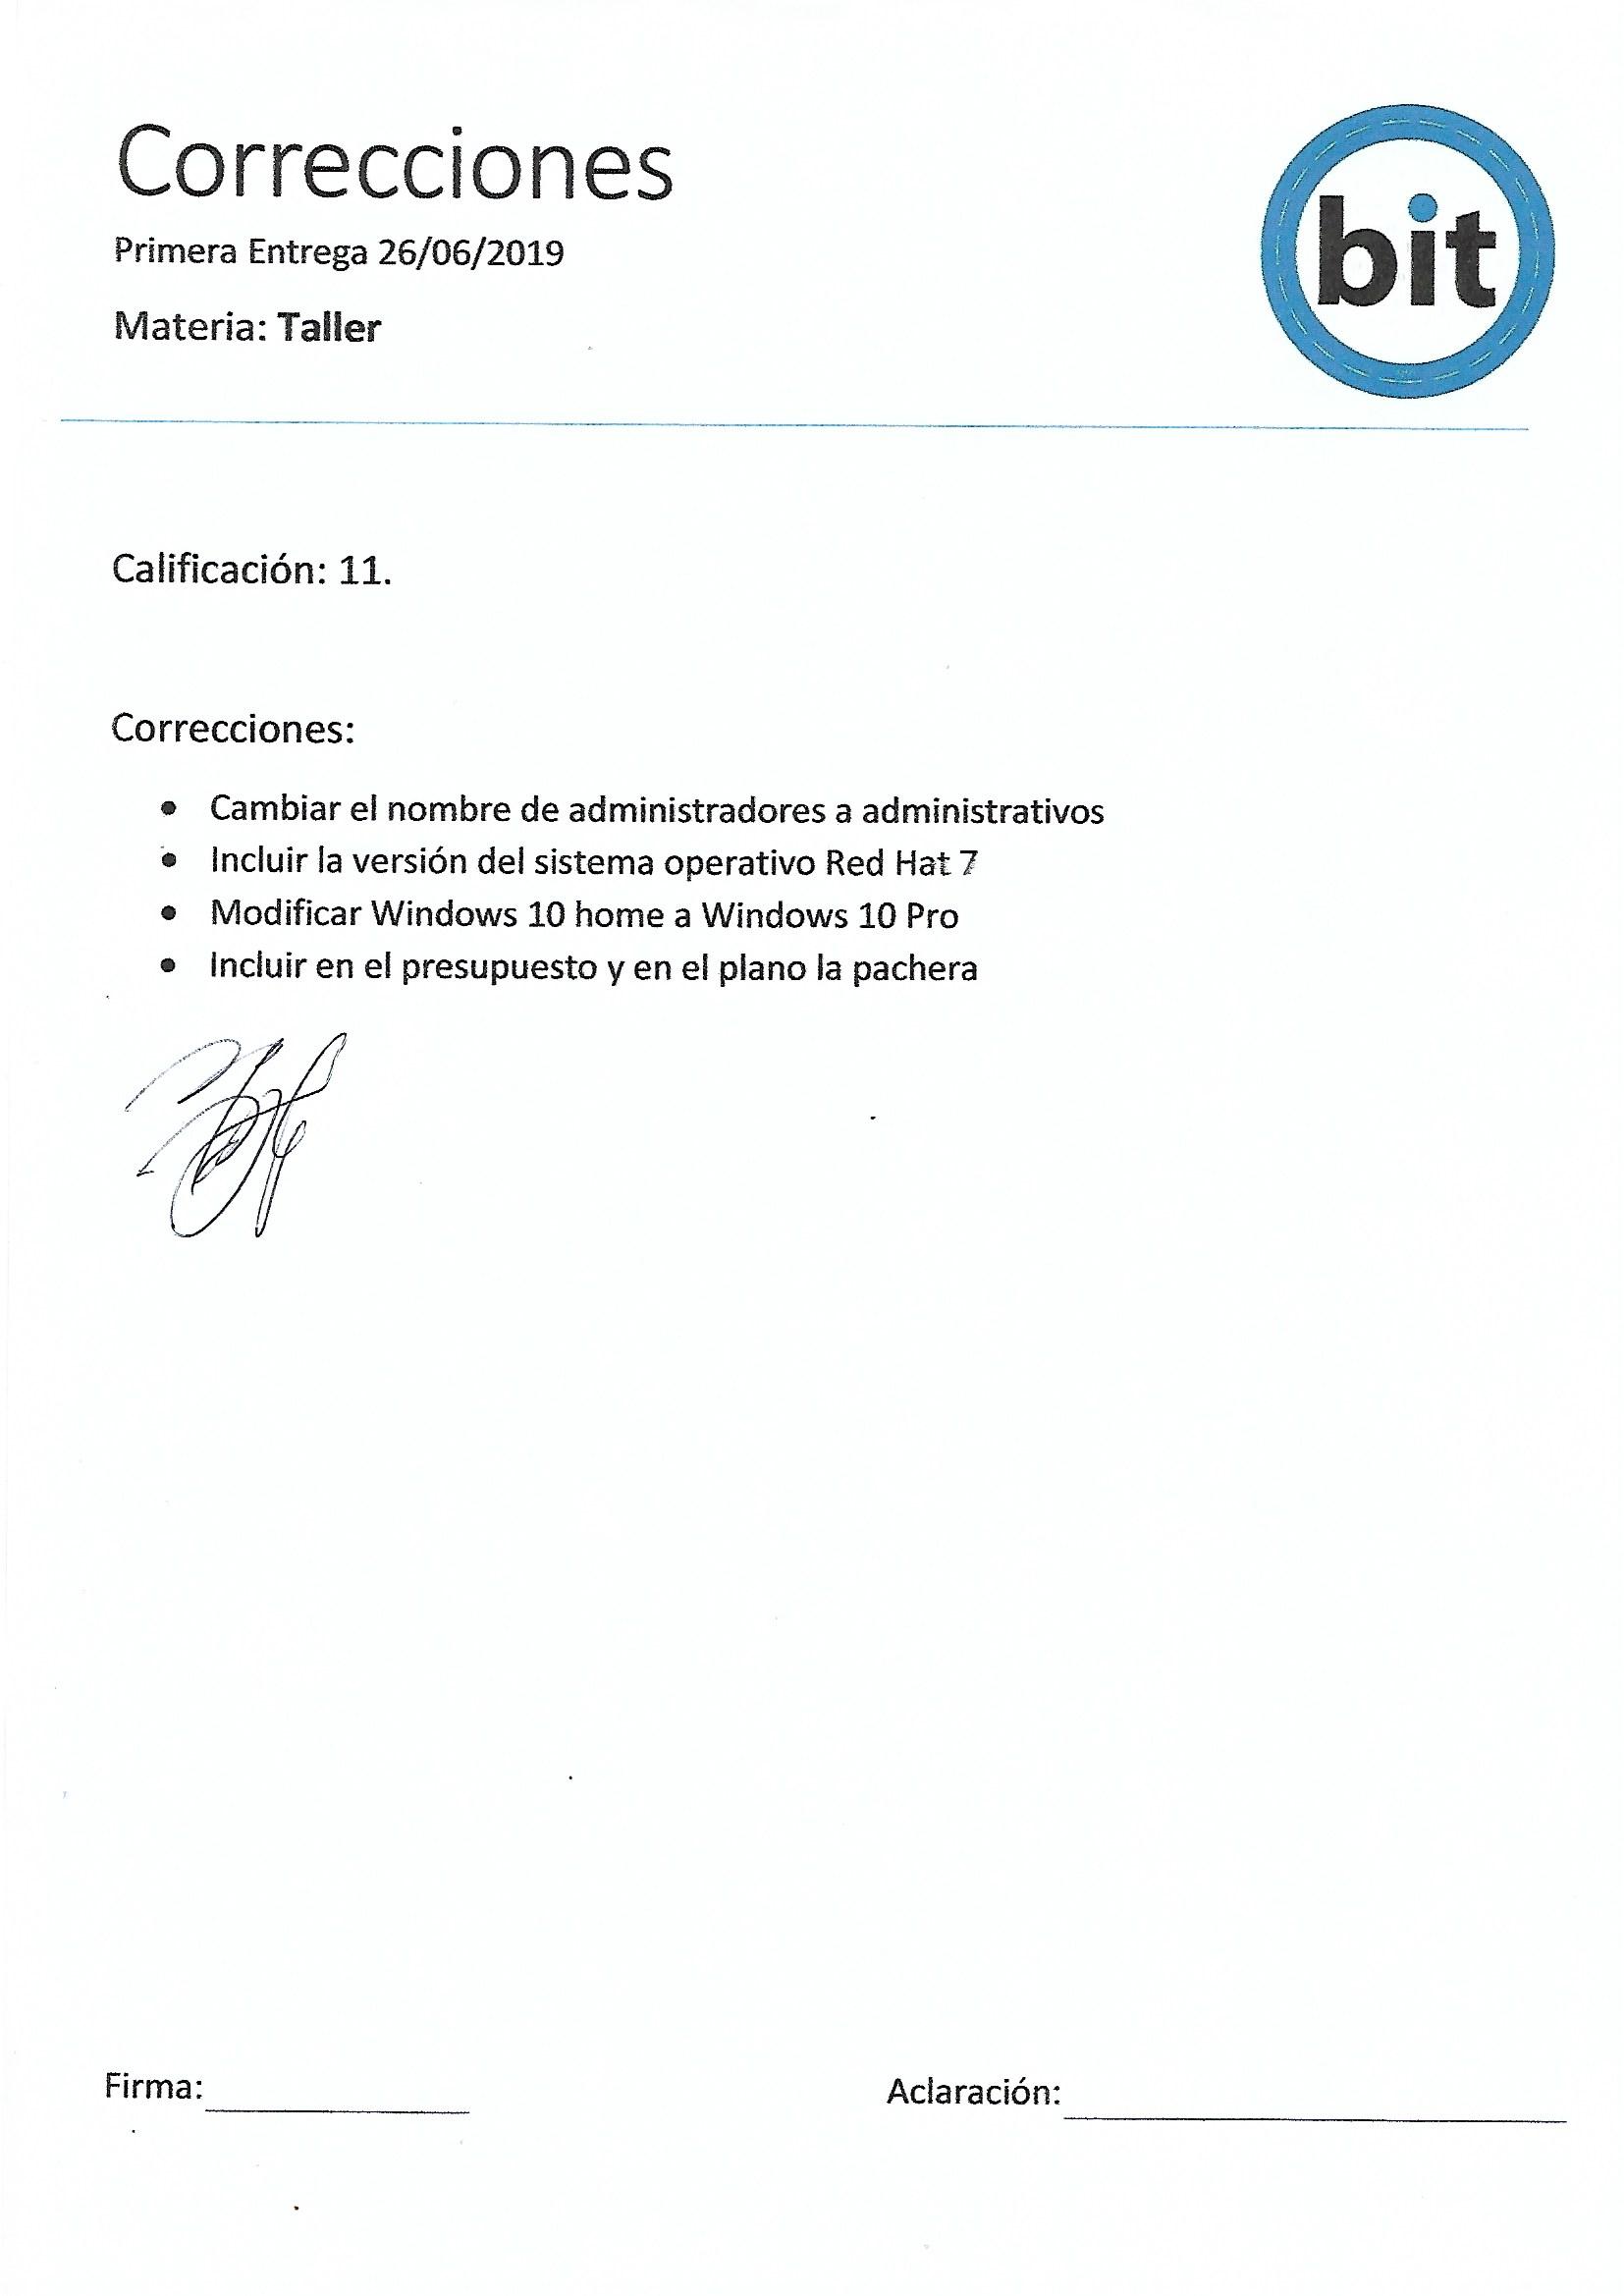 Correcciones
bit
Primera Entrega 26/06/2019
Materia: Taller
Calificación: 11.
Correcciones:
• Cambiar el nombre de administradores a administrativos
• Incluir la versión del sistema operativo Red Hat 7
• Modificar Windows 10 home a Windows 10 Pro
• Incluir en el presupuesto y en el plano la pachera
Firma:
Aclaración: